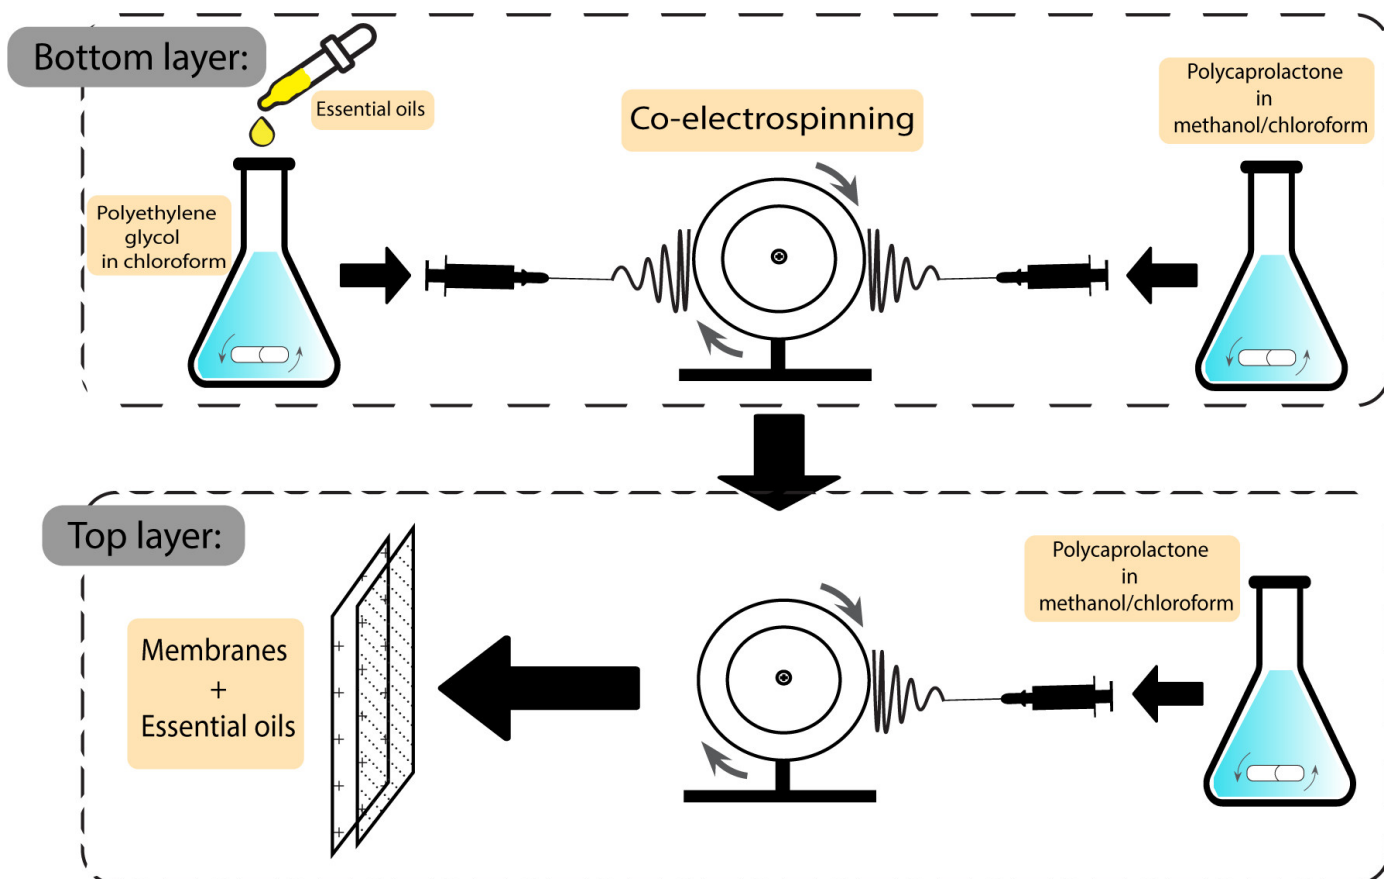 Bottom layer:
Essential oils
Polyethylene
glycol
in chloroform
Co-electrospinning
Polycaprolactone
in
methanol/chloroform
Top layer:
Membranes
+
Essential oils
Polycaprolactone
in
methanol/chloroform